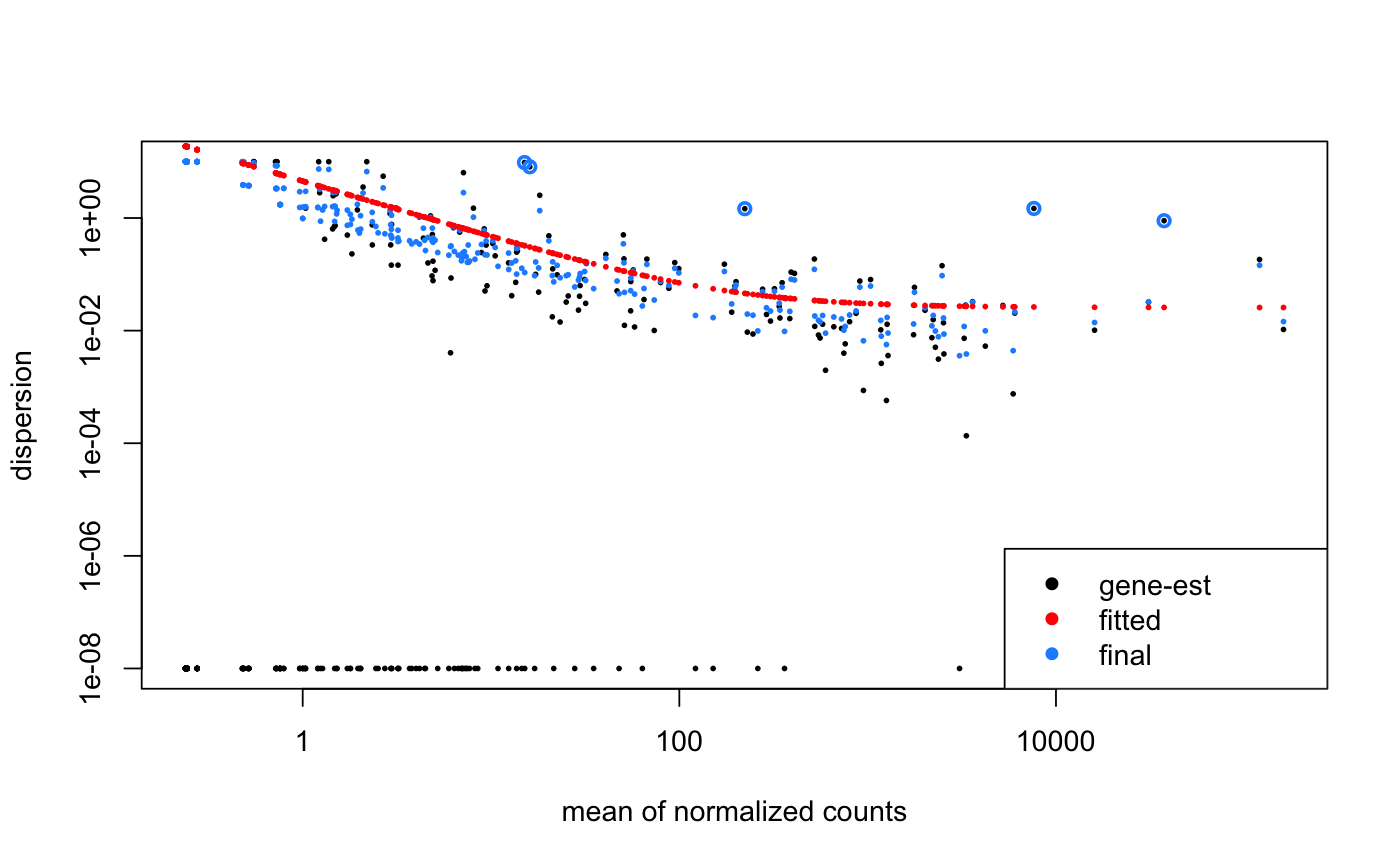 dispersion
1e+00
1e-02
1e-04
1e-06
1e-08
gene-est
fitted
final
1
100
10000
mean of normalized counts